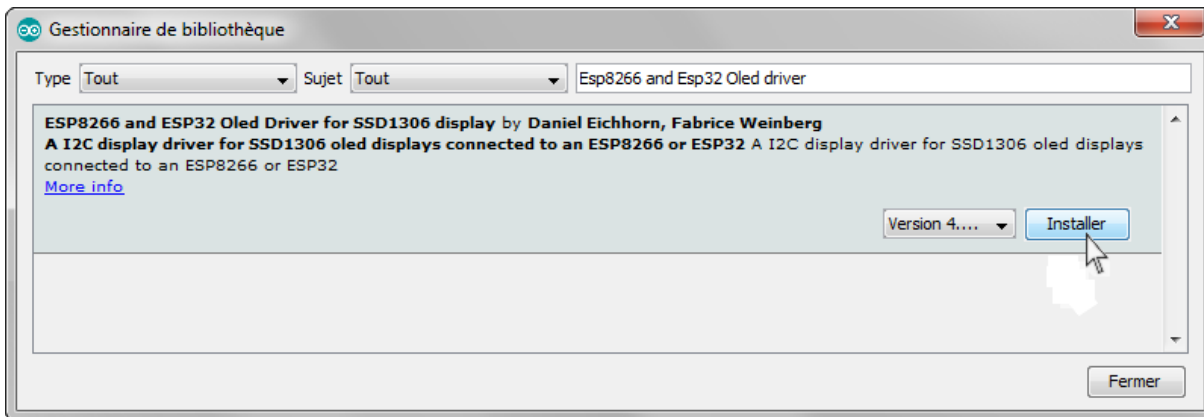 Gestionnaire de bibliothèque
Type Tout Sujet Tout Esp8266 and Esp32 Oled driver
ESP8266 and ESP32 Oled Driver for SSD1306 display by Daniel Eichhorn, Fabrice Weinberg
A I2C display driver for SSD1306 oled displays connected to an ESP8266 or ESP32 A I2C display driver for SSD1306 oled displays
connected to an ESP8266 or ESP32
More info
Version 4.... Installer
Fermer